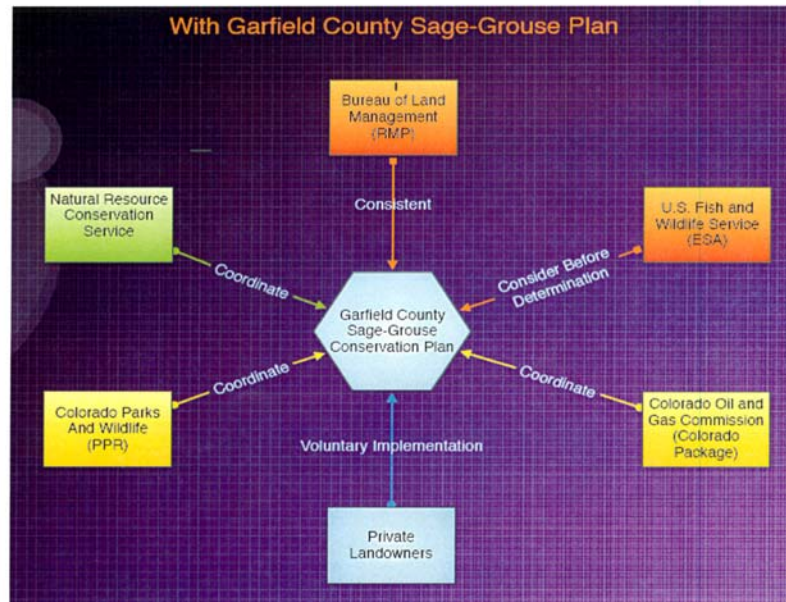 With Garfield County Sage-Grouse Plan
Bureau of Land
Management
(RMP)
Natural Resource
Conservation
Service
Consistent
U.S. Fish and
Wildlife Service
(ESA)
Coordinate
Consider Before
Determination
Garfield County
Sage-Grouse
Conservation Plan
Coordinate
Coordinate
Colorado Parks
And Wildlife
(PPR)
Colorado Oil and
Gas Commission
(Colorado
Package)
Voluntary Implementation
Private
Landowners